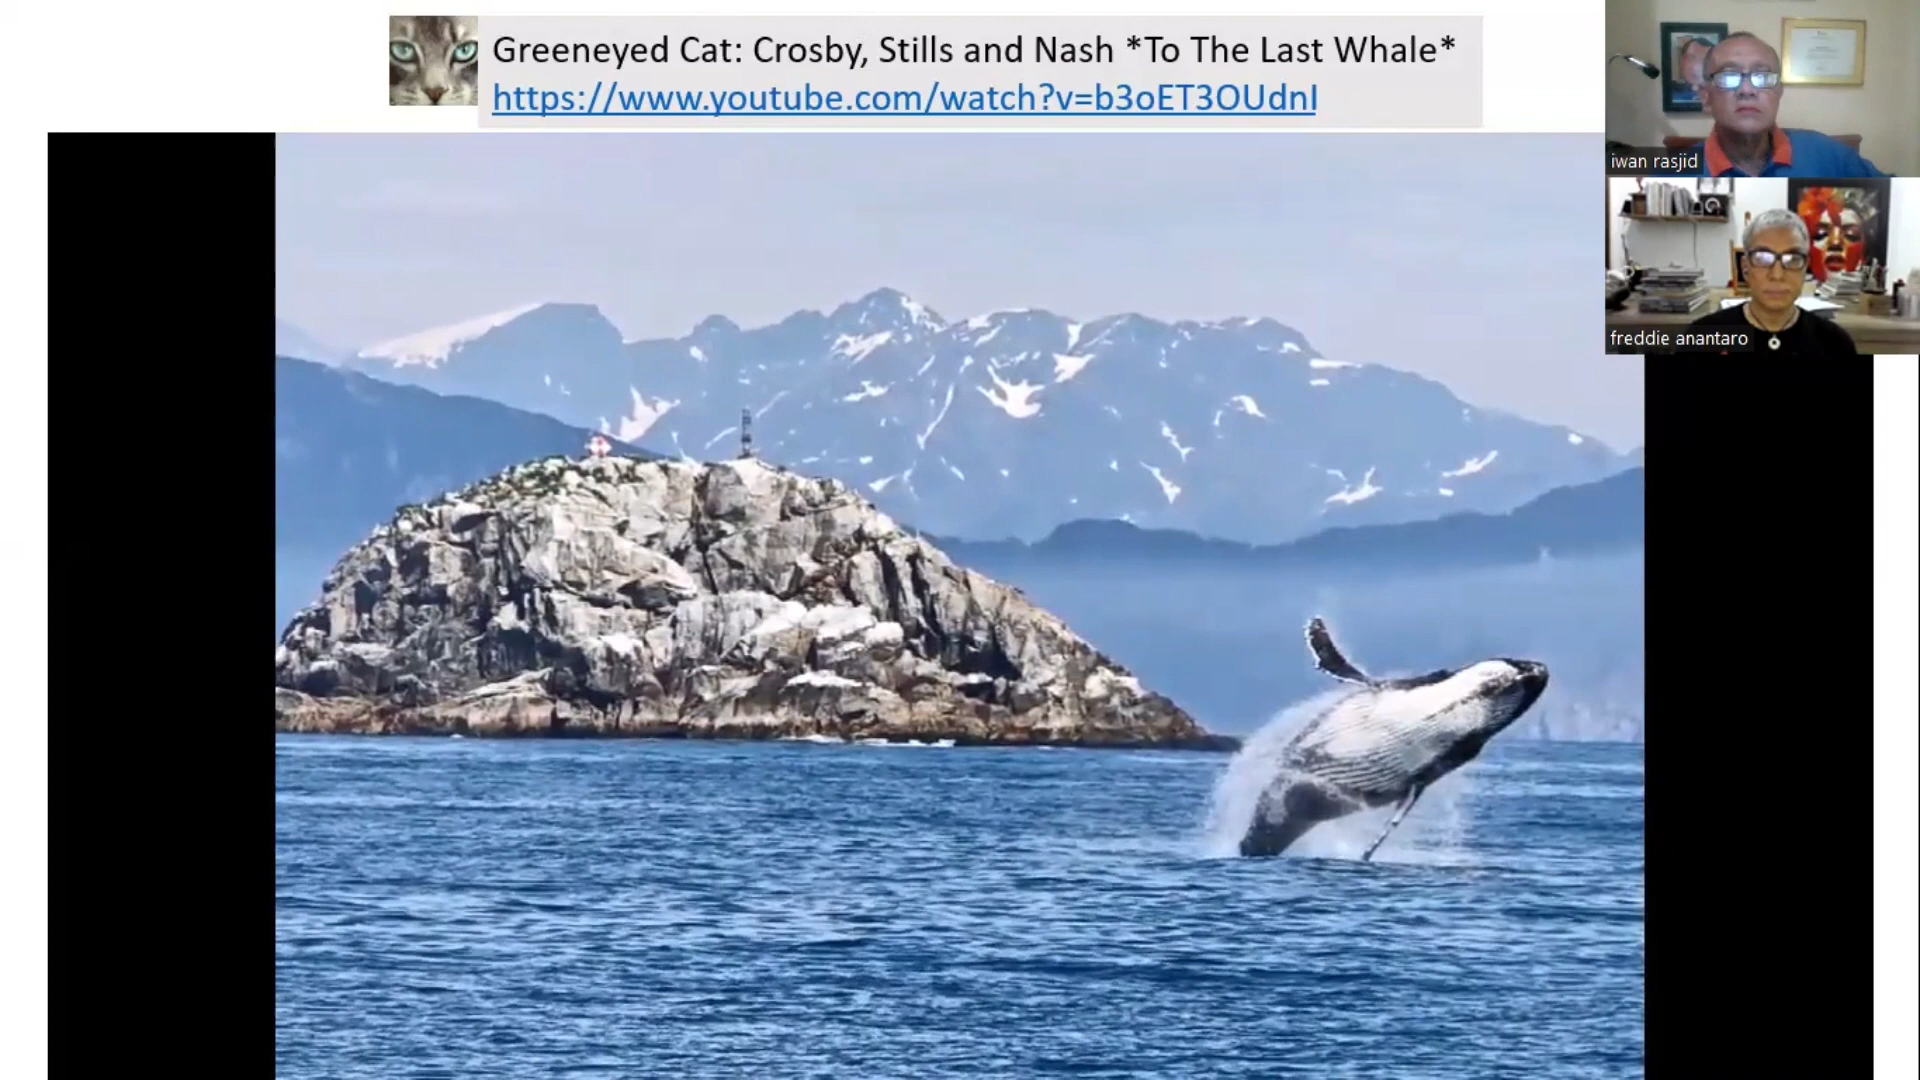 Greeneyed Cat: Crosby, Stills and Nash *To The Last Whale*
https://www.youtube.com/watch?v=b3oET3OUdnI
iwan rasjid
freddie anantaro